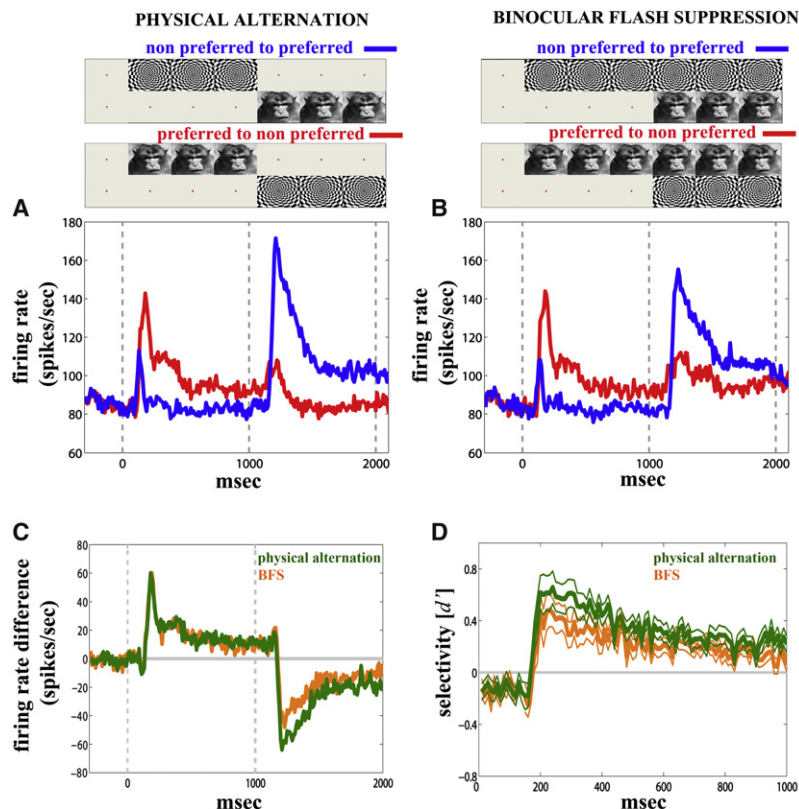 PHYSICAL ALTERNATION
BINOCULAR FLASH SUPPRESSION
non preferred to preferred
non preferred to preferred
preferred to non preferred
preferred to non preferred
A
180
160
140
120
100
80
60
firing rate
(spikes/sec)
0
1000
2000
msec
B
180
160
140
120
100
80
60
firing rate
(spikes/sec)
0
1000
2000
msec
C
80
60
40
20
0
−20
−40
−60
−80
firing rate difference
(spikes/sec)
physical alternation
BFS
0
1000
2000
msec
D
0.8
0.4
0
−0.4
−0.8
selectivity [d′]
physical alternation
BFS
0
200
400
600
800
1000
msec